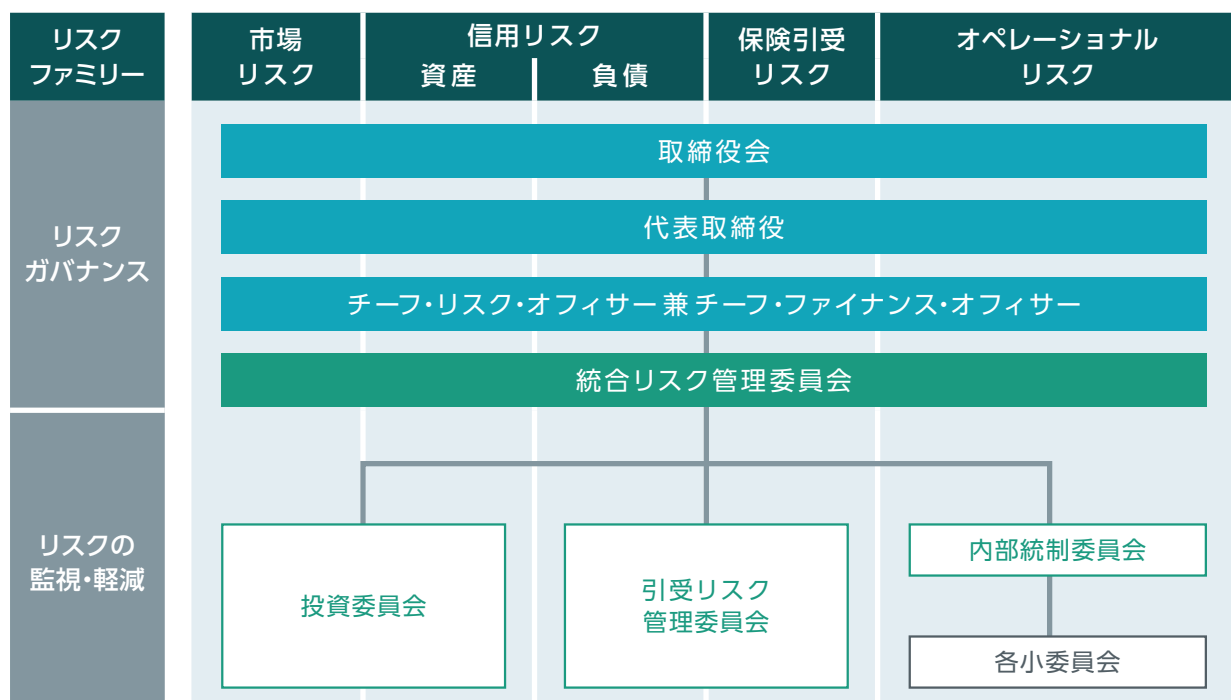 リスク
ファミリー
市場
リスク
信用リスク
資産
負債
保険引受
リスク
オペレーショナル
リスク
リスク
ガバナンス
取締役会
代表取締役
チーフ・リスク・オフィサー 兼 チーフ・ファイナンス・オフィサー
統合リスク管理委員会
リスクの
監視・軽減
投資委員会
引受リスク
管理委員会
内部統制委員会
各小委員会